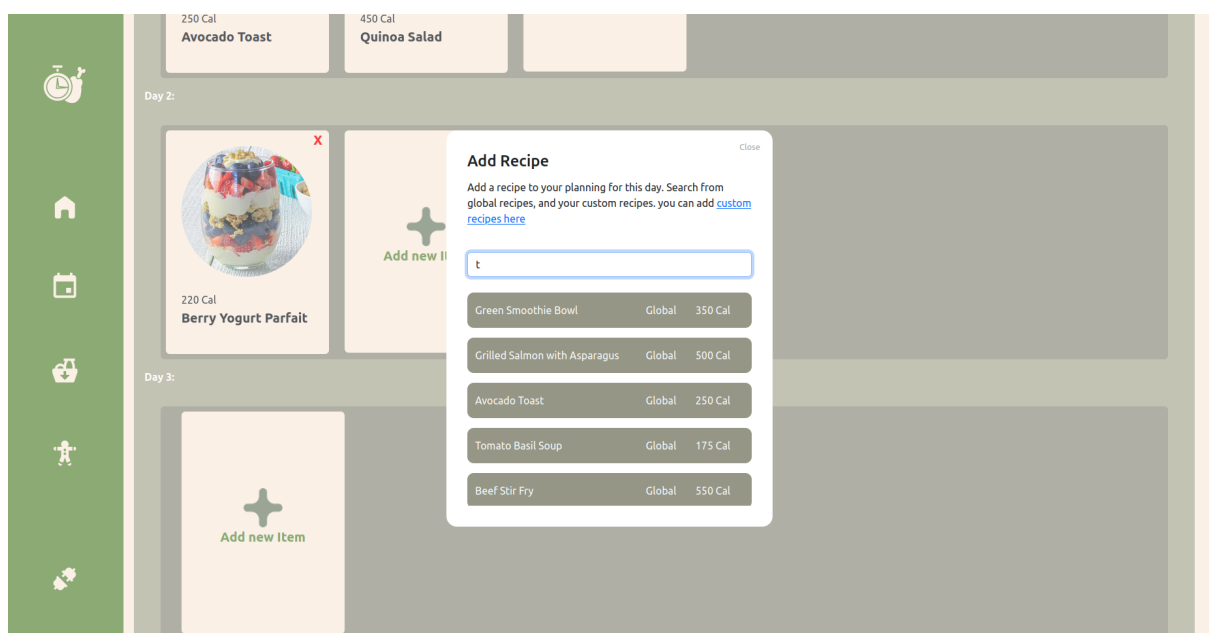 250 Cal
Avocado Toast
450 Cal
Quinoa Salad
Day 2:
X
220 Cal
Berry Yogurt Parfait
Add new I
Close
Add Recipe
Add a recipe to your planning for this day. Search from
global recipes, and your custom recipes. you can add custom
recipes here
t
Green Smoothie Bowl Global 350 Cal
Grilled Salmon with Asparagus Global 500 Cal
Avocado Toast Global 250 Cal
Tomato Basil Soup Global 175 Cal
Beef Stir Fry Global 550 Cal
Day 3:
Add new Item